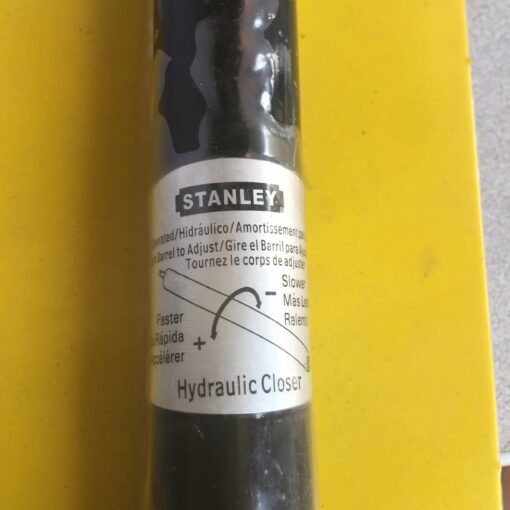 STANLEY
/Hidráulico/Amortissement
Barrel to Adjust/Gire el Barril para
Tournez le corps de ajuster
Slower
Más
-
Faster
Rápida
+
Hydraulic Closer